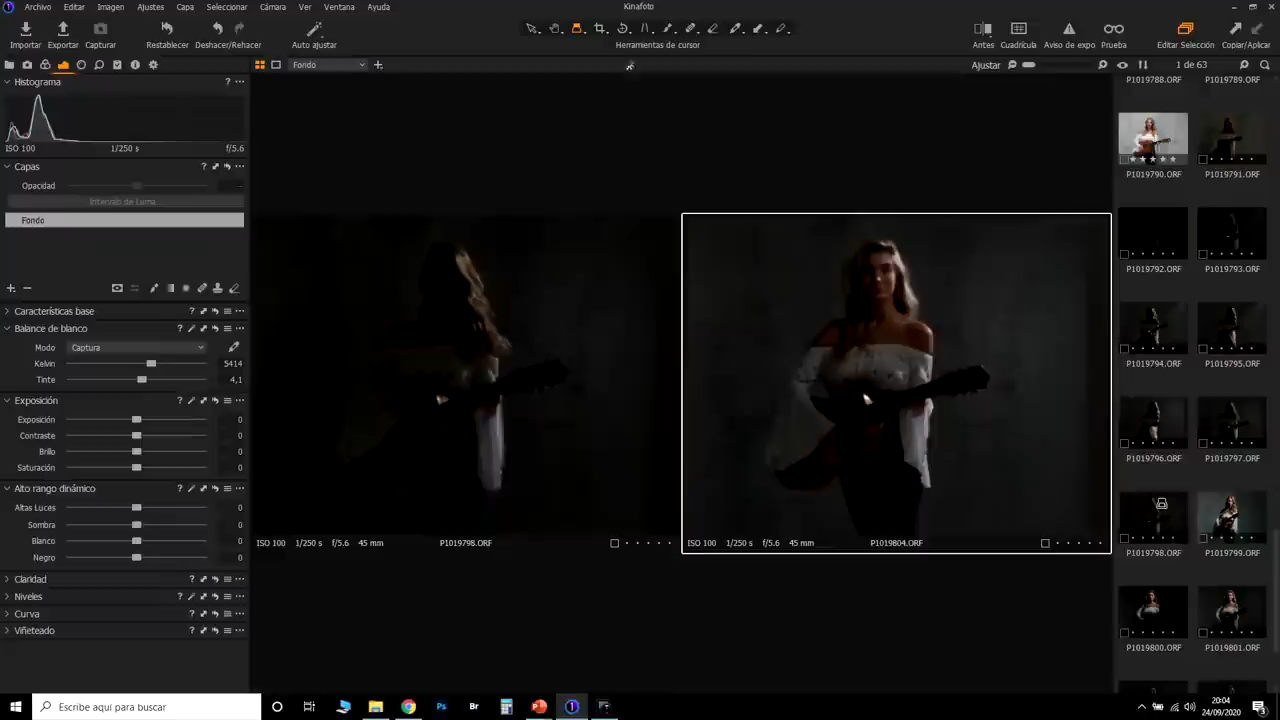 Kinafoto
Archivo Editar Imagen Ajustes Capa Seleccionar Cámara Ver Ventana Ayuda
Importar Exportar Capturar Restablecer Deshacer/Rehacer Auto ajustar Herramientas de cursor Antes Cuadrícula Aviso de expo Prueba Editar Selección Copiar/Aplicar
Fondo Ajustar 1 de 63
Histograma
ISO 100 1/250 s f/5.6
Capas
Opacidad
Intervalo de Luma
Fondo
Características base
Balance de blanco
Modo Captura
Kelvin 5414
Tinte 4,1
Exposición
Exposición 0
Contraste 0
Brillo 0
Saturación 0
Alto rango dinámico
Altas Luces 0
Sombra 0
Blanco 0
Negro 0
Claridad
Niveles
Curva
Viñeteado
ISO 100 1/250 s f/5.6 45 mm P1019798.ORF
ISO 100 1/250 s f/5.6 45 mm P1019804.ORF
P1019788.ORF P1019789.ORF
P1019790.ORF P1019791.ORF
P1019792.ORF P1019793.ORF
P1019794.ORF P1019795.ORF
P1019796.ORF P1019797.ORF
P1019798.ORF P1019799.ORF
P1019800.ORF P1019801.ORF
Escribe aquí para buscar
Ps Br
20:04
24/09/2020